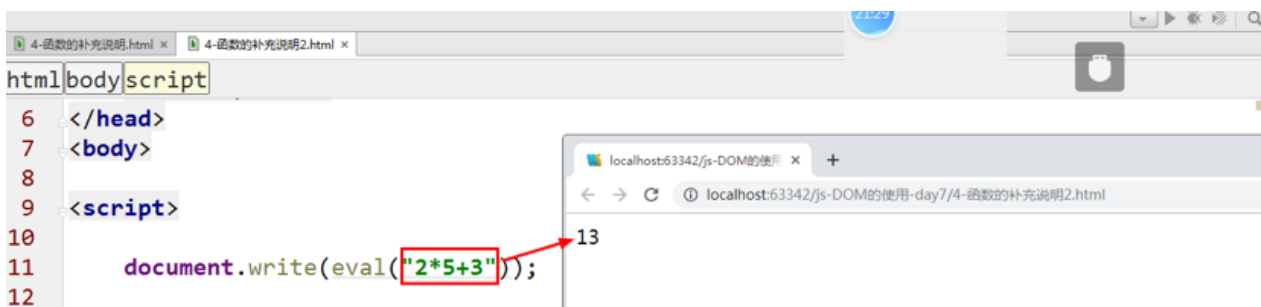 21:29
4-函数的补充说明.html ×
4-函数的补充说明2.html ×
html body script
6 </head>
7 <body>
8
9 <script>
10
11 document.write(eval("2*5+3"));
12
localhost:63342/js-DOM的使用 × +
localhost:63342/js-DOM的使用-day7/4-函数的补充说明2.html
13